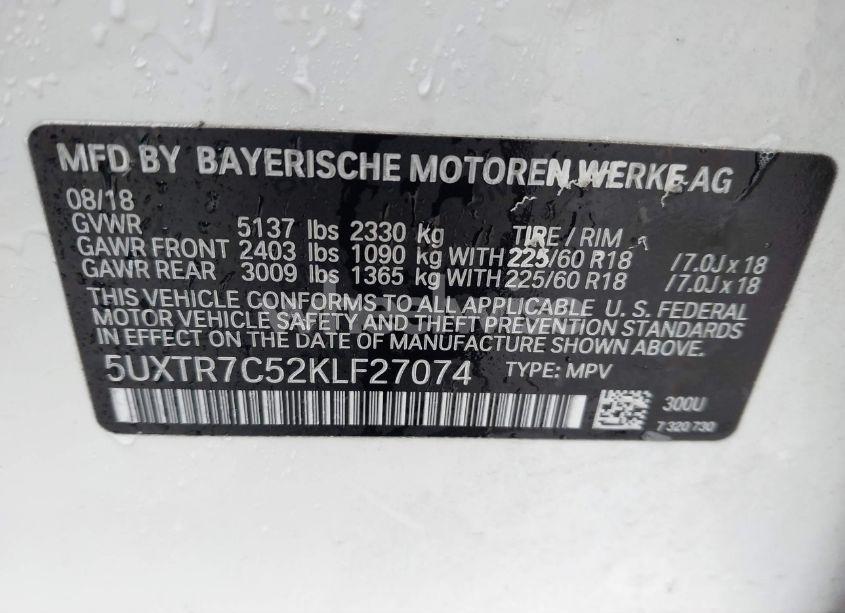 MFD BY BAYERISCHE MOTOREN WERKE AG
08/18
GVWR 5137 lbs 2330 kg TIRE / RIM
GAWR FRONT 2403 lbs 1090 kg WITH 225/60 R18 /7.0J x 18
GAWR REAR 3009 lbs 1365 kg WITH 225/60 R18 /7.0J x 18
THIS VEHICLE CONFORMS TO ALL APPLICABLE U. S. FEDERAL
MOTOR VEHICLE SAFETY AND THEFT PREVENTION STANDARDS
IN EFFECT ON THE DATE OF MANUFACTURE SHOWN ABOVE.
5UXTR7C52KLF27074 TYPE: MPV
300U
7 320 730